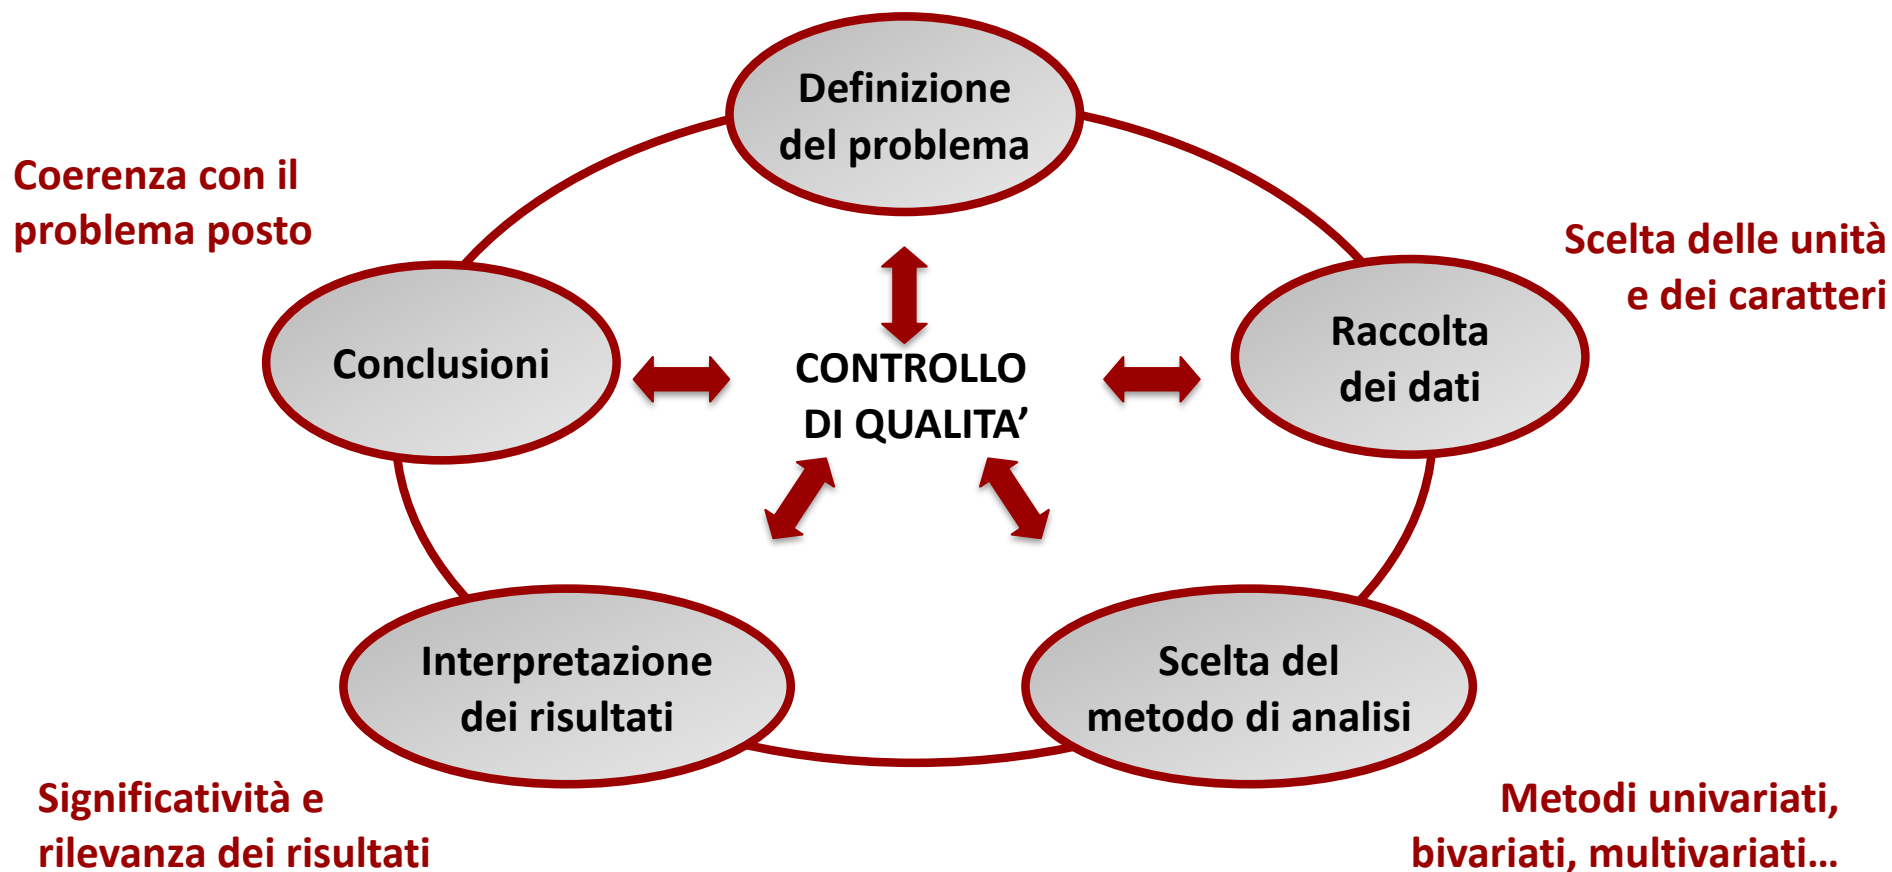 Definizione
del problema
Coerenza con il
problema posto
Scelta delle unità
e dei caratteri
Conclusioni
CONTROLLO
DI QUALITA’
Raccolta
dei dati
Interpretazione
dei risultati
Scelta del
metodo di analisi
Significatività e
rilevanza dei risultati
Metodi univariati,
bivariati, multivariati…